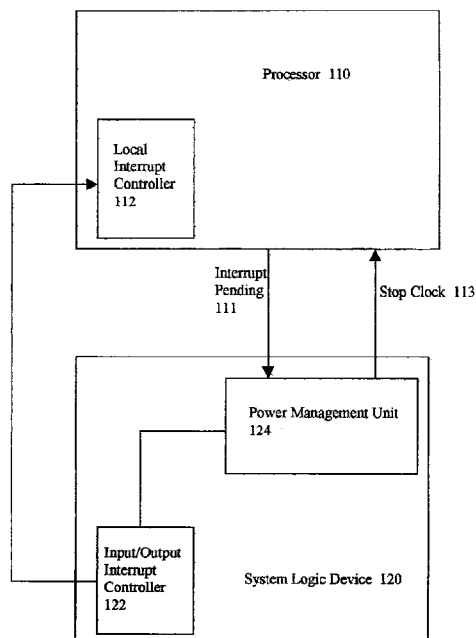 Processor 110
Local
Interrupt
Controller
112
Interrupt
Pending
111
Stop Clock 113
Power Management Unit
124
Input/Output
Interrupt
Controller
122
System Logic Device 120